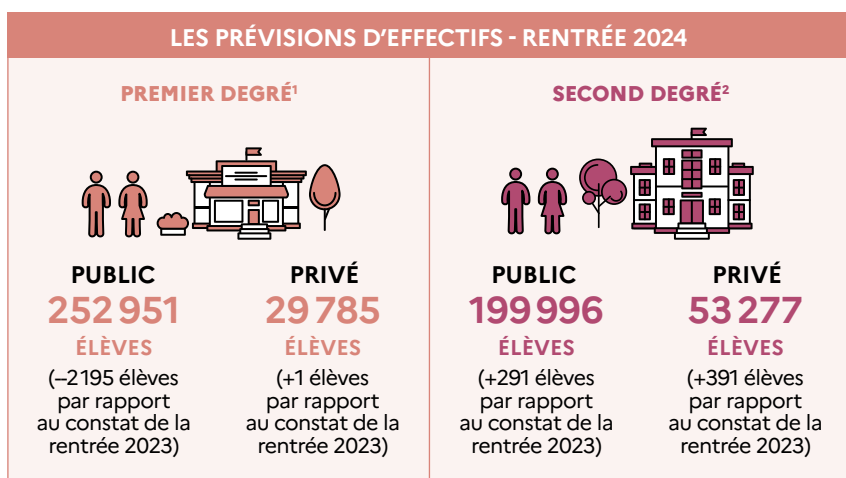 LES PRÉVISIONS D'EFFECTIFS - RENTRÉE 2024
PREMIER DEGRÉ¹
PUBLIC
252 951
ÉLÈVES
(–2 195 élèves
par rapport
au constat de la
rentrée 2023)
PRIVÉ
29 785
ÉLÈVES
(+1 élèves
par rapport
au constat de la
rentrée 2023)
SECOND DEGRÉ²
PUBLIC
199 996
ÉLÈVES
(+291 élèves
par rapport
au constat de la
rentrée 2023)
PRIVÉ
53 277
ÉLÈVES
(+391 élèves
par rapport
au constat de la
rentrée 2023)